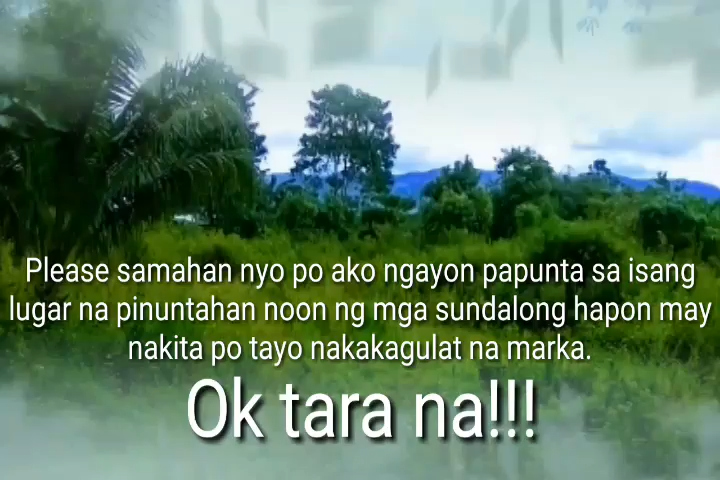 Please samahan nyo po ako ngayon papunta sa isang
lugar na pinuntahan noon ng mga sundalong hapon may
nakita po tayo nakakagulat na marka.
Ok tara na!!!